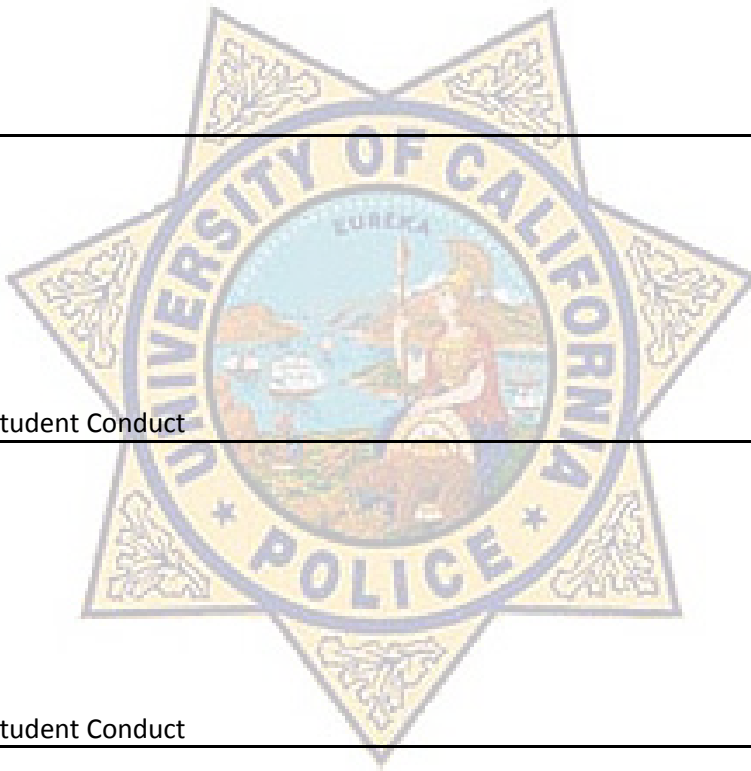 UNIVERSITY OF CALIFORNIA
EUREKA
tudent Conduct
POLICE
tudent Conduct